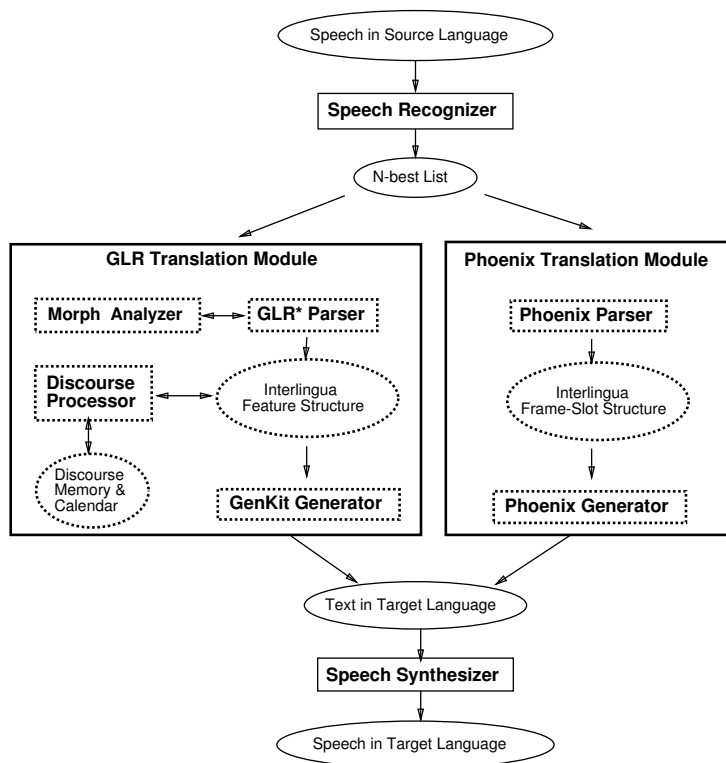 Speech in Source Language
Speech Recognizer
N-best List
GLR Translation Module
Morph Analyzer
GLR* Parser
Discourse
Processor
Interlingua
Feature Structure
Discourse
Memory &
Calendar
GenKit Generator
Phoenix Translation Module
Phoenix Parser
Interlingua
Frame-Slot Structure
Phoenix Generator
Text in Target Language
Speech Synthesizer
Speech in Target Language